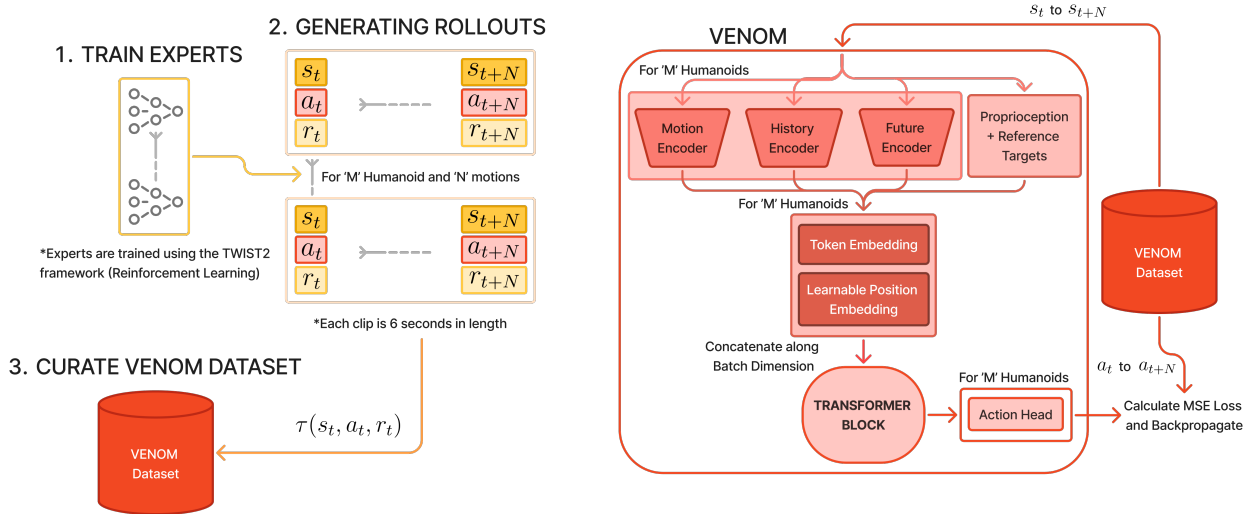 1. TRAIN EXPERTS
*Experts are trained using the TWIST2
framework (Reinforcement Learning)
2. GENERATING ROLLOUTS
s_t
s_{t+N}
a_t
a_{t+N}
r_t
r_{t+N}
For 'M' Humanoid and 'N' motions
s_t
s_{t+N}
a_t
a_{t+N}
r_t
r_{t+N}
*Each clip is 6 seconds in length
3. CURATE VENOM DATASET
τ(s_t, a_t, r_t)
VENOM
Dataset
VENOM
s_t to s_{t+N}
For 'M' Humanoids
Motion
Encoder
History
Encoder
Future
Encoder
Proprioception
+ Reference
Targets
For 'M' Humanoids
Token Embedding
Learnable Position
Embedding
Concatenate along
Batch Dimension
TRANSFORMER
BLOCK
For 'M' Humanoids
Action Head
VENOM
Dataset
a_t to a_{t+N}
Calculate MSE Loss
and Backpropagate